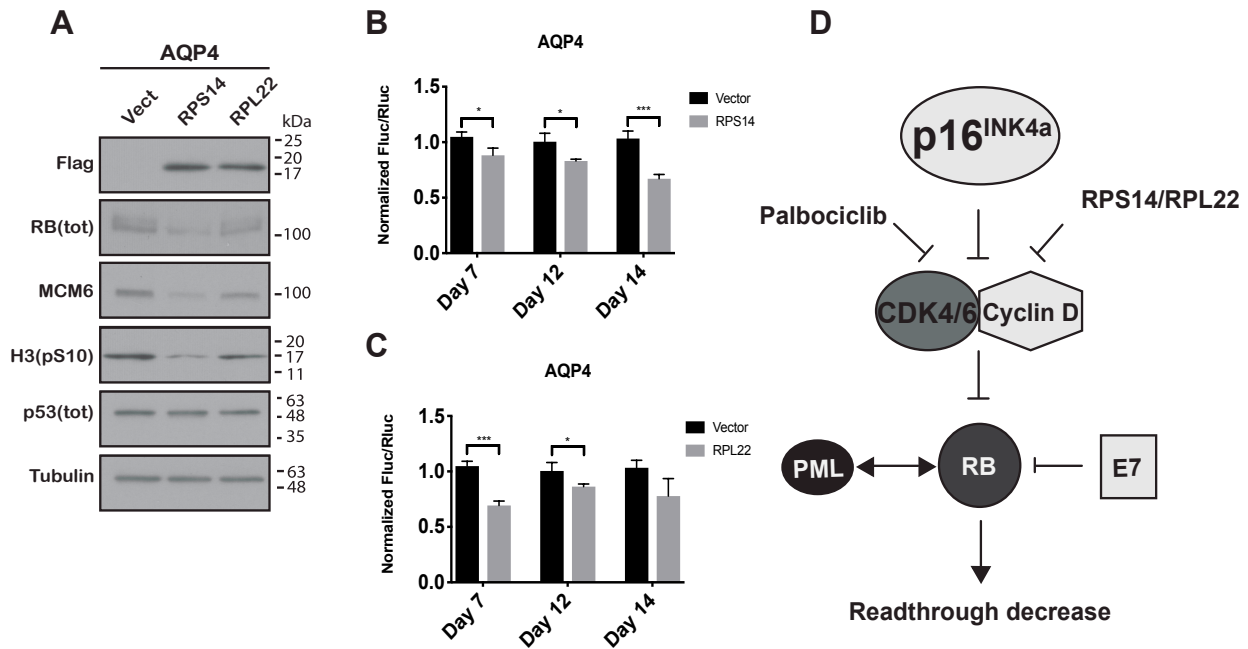 A
AQP4
Vect RPS14 RPL22
kDa
Flag
25
20
17
RB(tot)
100
MCM6
100
H3(pS10)
20
17
11
p53(tot)
63
48
35
Tubulin
63
48
B
AQP4
Normalized Fluc/Rluc
1.5
1.0
0.5
0.0
* * ***
Day 7 Day 12 Day 14
Vector
RPS14
C
AQP4
Normalized Fluc/Rluc
1.5
1.0
0.5
0.0
*** *
Day 7 Day 12 Day 14
Vector
RPL22
D
p16INK4a
Palbociclib
RPS14/RPL22
CDK4/6 Cyclin D
PML RB E7
Readthrough decrease